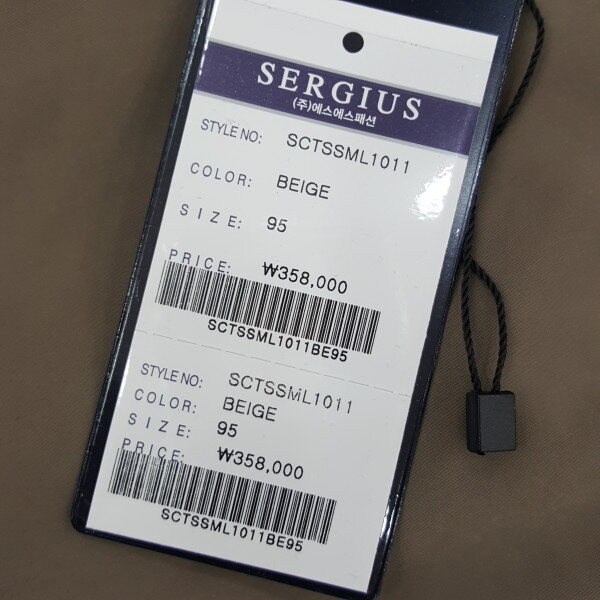 SERGIUS
(주)에스에스패션
STYLE NO: SCTSSML1011
COLOR: BEIGE
SIZE: 95
PRICE: ₩358,000
SCTSSML1011BE95
STYLE NO: SCTSSML1011
COLOR: BEIGE
SIZE: 95
PRICE: ₩358,000
SCTSSML1011BE95